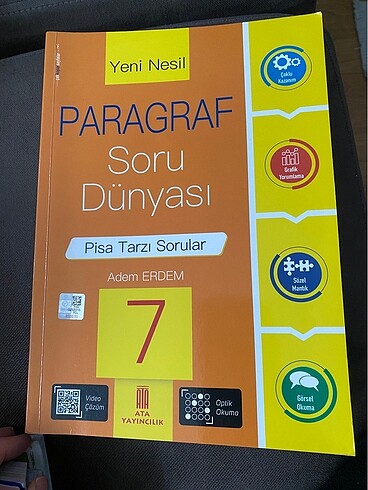 Yeni Nesil
PARAGRAF
Soru
Dünyası
Pisa Tarzı Sorular
Adem ERDEM
7
Video
Çözüm
ATA
ATA
YAYINCILIK
Optik
Okuma
Çoklu
Kazanım
Grafik
Yorumlama
Sözel
Mantık
Görsel
Okuma